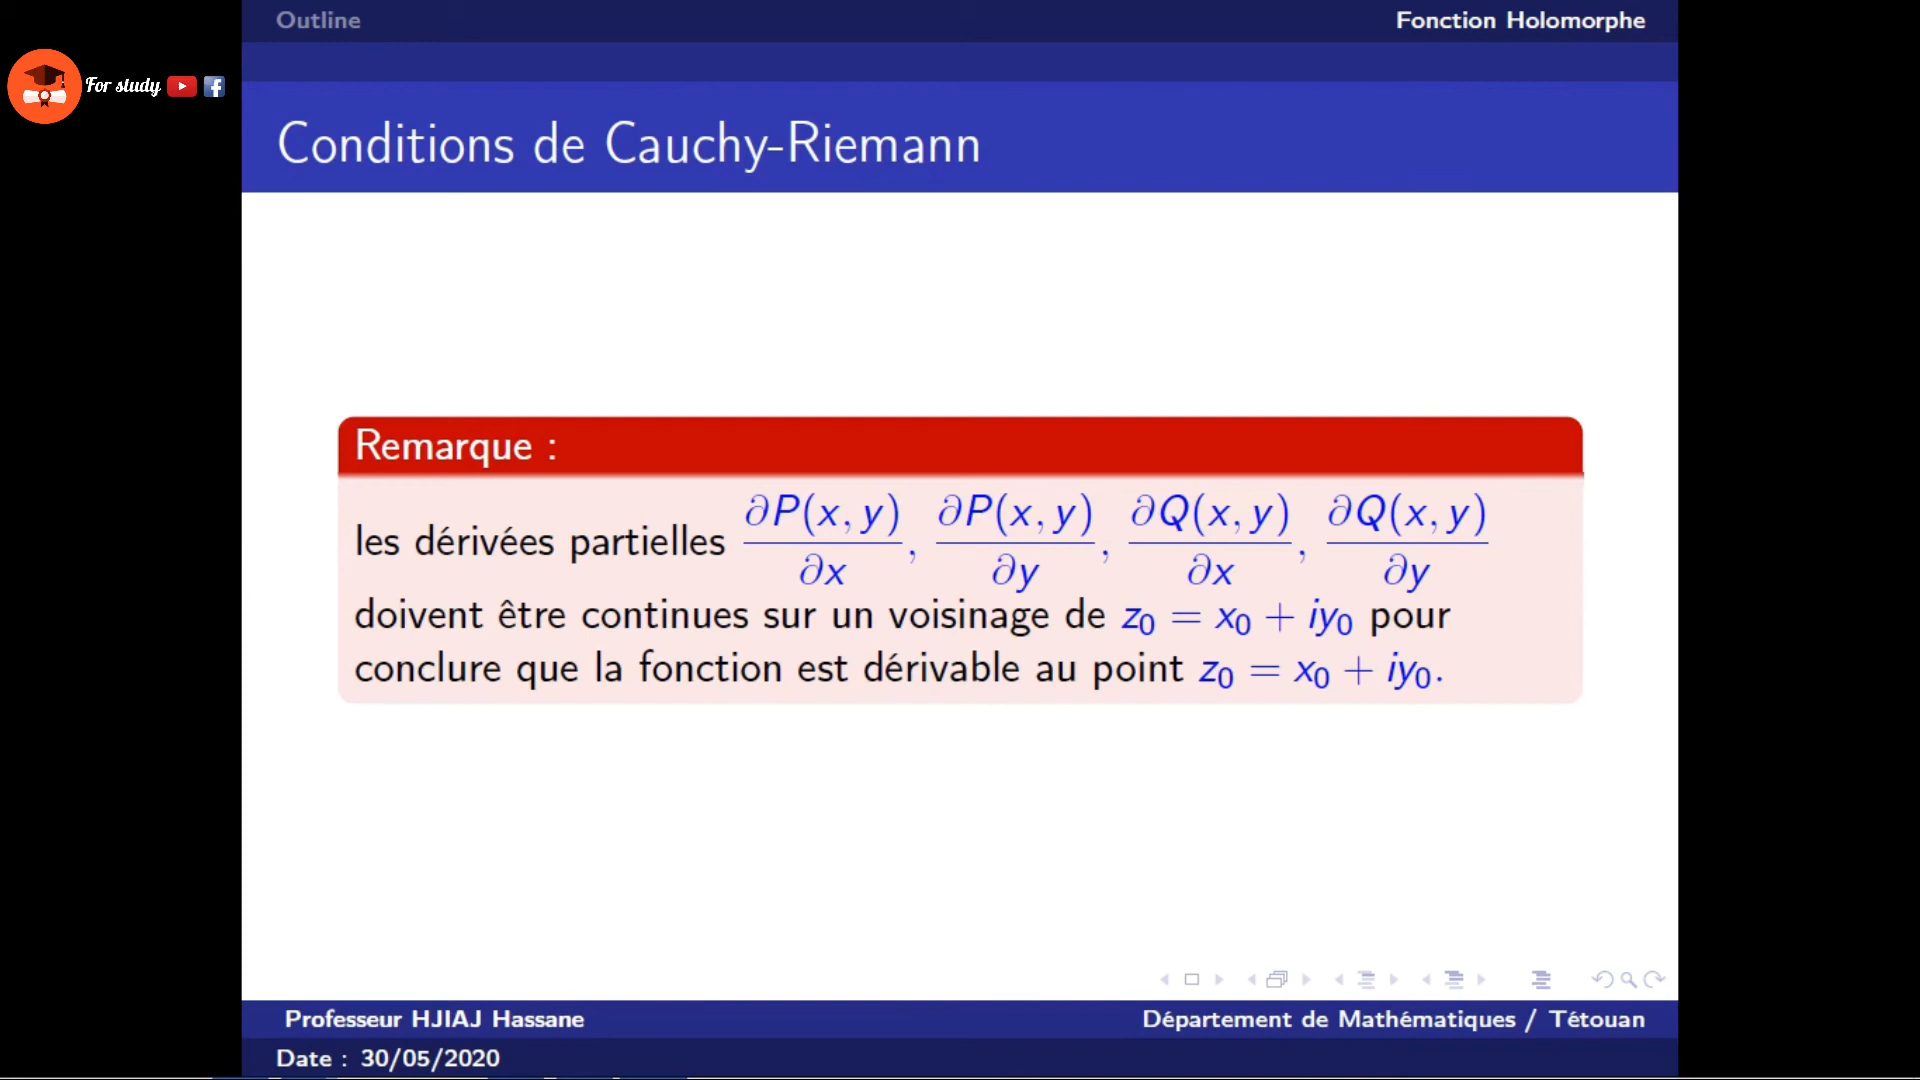 Outline
Fonction Holomorphe
For study
Conditions de Cauchy-Riemann
Remarque :
les dérivées partielles ∂P(x, y)/∂x, ∂P(x, y)/∂y, ∂Q(x, y)/∂x, ∂Q(x, y)/∂y
doivent être continues sur un voisinage de z₀ = x₀ + iy₀ pour
conclure que la fonction est dérivable au point z₀ = x₀ + iy₀.
Professeur HJIAJ Hassane
Département de Mathématiques / Tétouan
Date : 30/05/2020